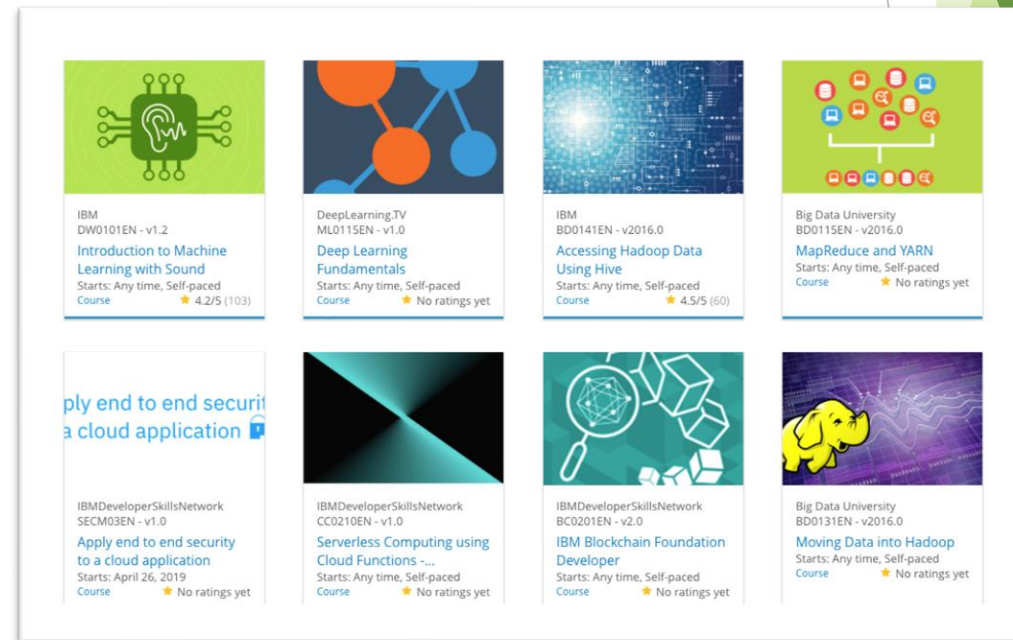 IBM
DW0101EN - v1.2
Introduction to Machine
Learning with Sound
Starts: Any time, Self-paced
Course 4.2/5 (103)
DeepLearning.TV
ML0115EN - v1.0
Deep Learning
Fundamentals
Starts: Any time, Self-paced
Course No ratings yet
IBM
BD0141EN - v2016.0
Accessing Hadoop Data
Using Hive
Starts: Any time, Self-paced
Course 4.5/5 (60)
Big Data University
BD0115EN - v2016.0
MapReduce and YARN
Starts: Any time, Self-paced
Course No ratings yet
ply end to end securit
a cloud application
IBMDeveloperSkillsNetwork
SECM03EN - v1.0
Apply end to end security
to a cloud application
Starts: April 26, 2019
Course No ratings yet
IBMDeveloperSkillsNetwork
CC0210EN - v1.0
Serverless Computing using
Cloud Functions -...
Starts: Any time, Self-paced
Course No ratings yet
IBMDeveloperSkillsNetwork
BC0201EN - v2.0
IBM Blockchain Foundation
Developer
Starts: Any time, Self-paced
Course No ratings yet
Big Data University
BD0131EN - v2016.0
Moving Data into Hadoop
Starts: Any time, Self-paced
Course No ratings yet